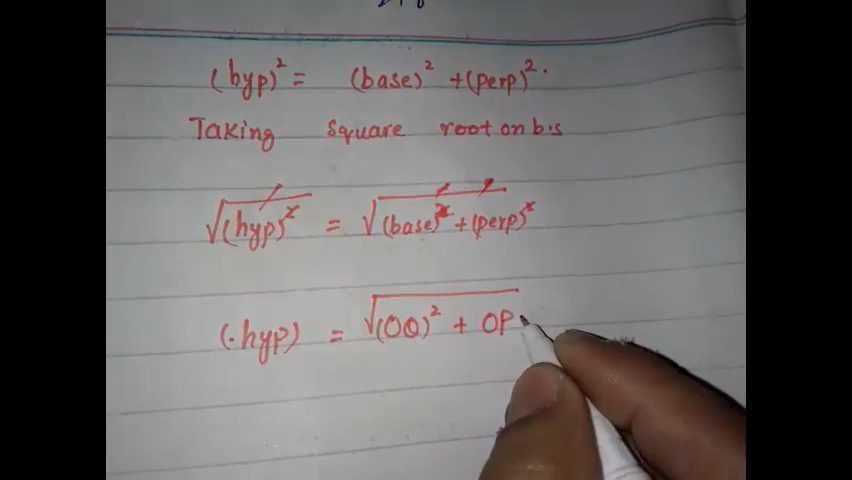 (hyp)² = (base)² + (perp)².
Taking square root on b.s
√(hyp)² = √(base)² + (perp)²
(.hyp) = √(OQ)² + OP